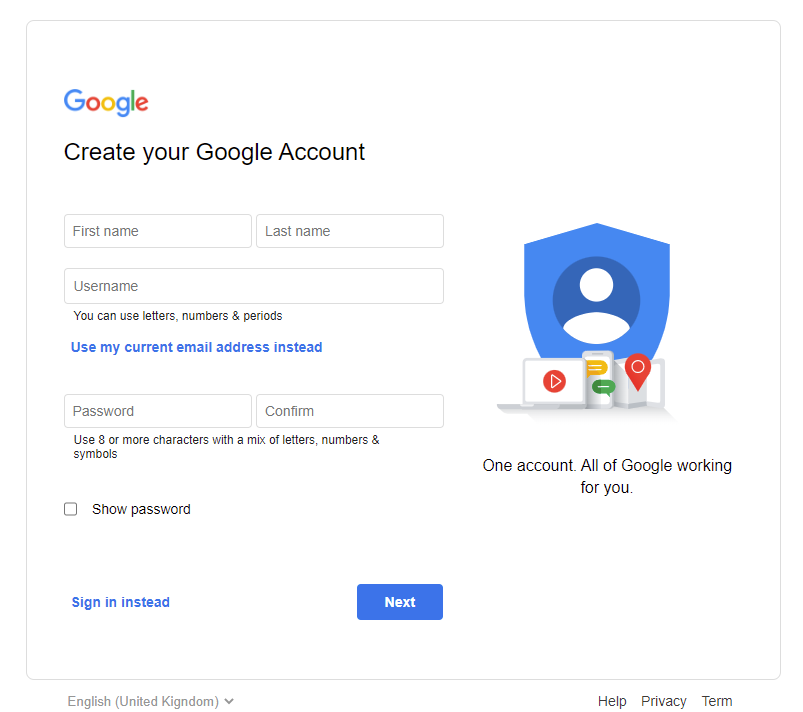 Google
Create your Google Account
First name Last name
Username
You can use letters, numbers & periods
Use my current email address instead
Password Confirm
Use 8 or more characters with a mix of letters, numbers &
symbols
Show password
One account. All of Google working
for you.
Sign in instead Next
English (United Kigndom) Help Privacy Term